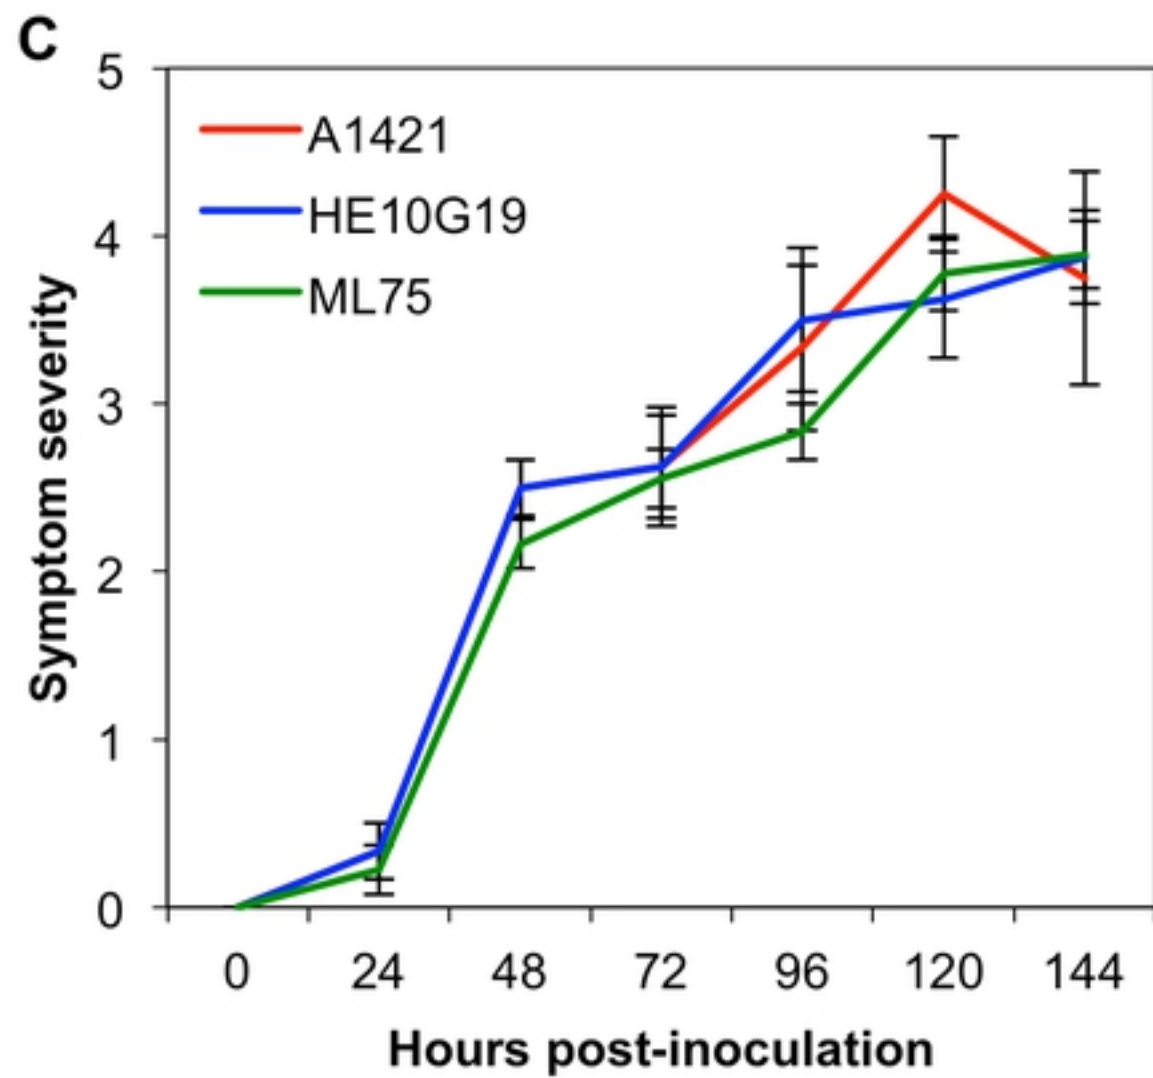 C
5
4
3
2
1
0
A1421
HE10G19
ML75
Symptom severity
0 24 48 72 96 120 144
Hours post-inoculation